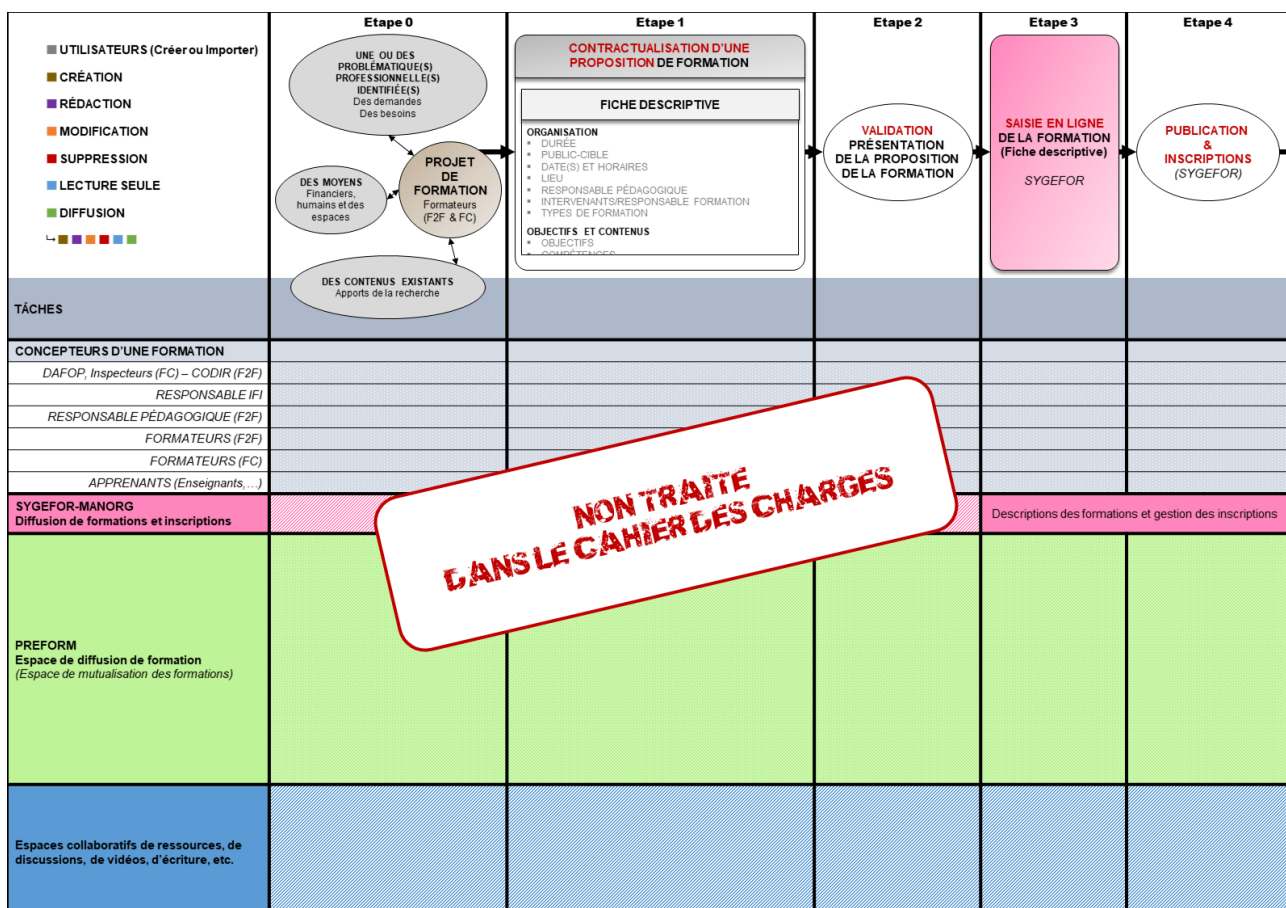 Etape 0
Etape 1
Etape 2
Etape 3
Etape 4
UTILISATEURS (Créer ou Importer)
CRÉATION
RÉDACTION
MODIFICATION
SUPPRESSION
LECTURE SEULE
DIFFUSION
UNE OU DES
PROBLÉMATIQUE(S)
PROFESSIONNELLE(S)
IDENTIFIÉE(S)
Des demandes
Des besoins
DES MOYENS
Financiers,
humains et des
espaces
PROJET
DE
FORMATION
Formateurs
(F2F & FC)
DES CONTENUS EXISTANTS
Apports de la recherche
CONTRACTUALISATION D'UNE
PROPOSITION DE FORMATION
FICHE DESCRIPTIVE
ORGANISATION
▪ DURÉE
▪ PUBLIC-CIBLE
▪ DATE(S) ET HORAIRES
▪ LIEU
▪ RESPONSABLE PÉDAGOGIQUE
▪ INTERVENANTS/RESPONSABLE FORMATION
▪ TYPES DE FORMATION
OBJECTIFS ET CONTENUS
▪ OBJECTIFS
▪ COMPÉTENCES
VALIDATION
PRÉSENTATION
DE LA PROPOSITION
DE LA FORMATION
SAISIE EN LIGNE
DE LA FORMATION
(Fiche descriptive)
SYGEFOR
PUBLICATION
&
INSCRIPTIONS
(SYGEFOR)
TÂCHES
CONCEPTEURS D'UNE FORMATION
DAFOP, Inspecteurs (FC) – CODIR (F2F)
RESPONSABLE IFI
RESPONSABLE PÉDAGOGIQUE (F2F)
FORMATEURS (F2F)
FORMATEURS (FC)
APPRENANTS (Enseignants,...)
SYGEFOR-MANORG
Diffusion de formations et inscriptions
Descriptions des formations et gestion des inscriptions
NON TRAITÉ
DANS LE CAHIER DES CHARGES
PREFORM
Espace de diffusion de formation
(Espace de mutualisation des formations)
Espaces collaboratifs de ressources, de
discussions, de vidéos, d'écriture, etc.